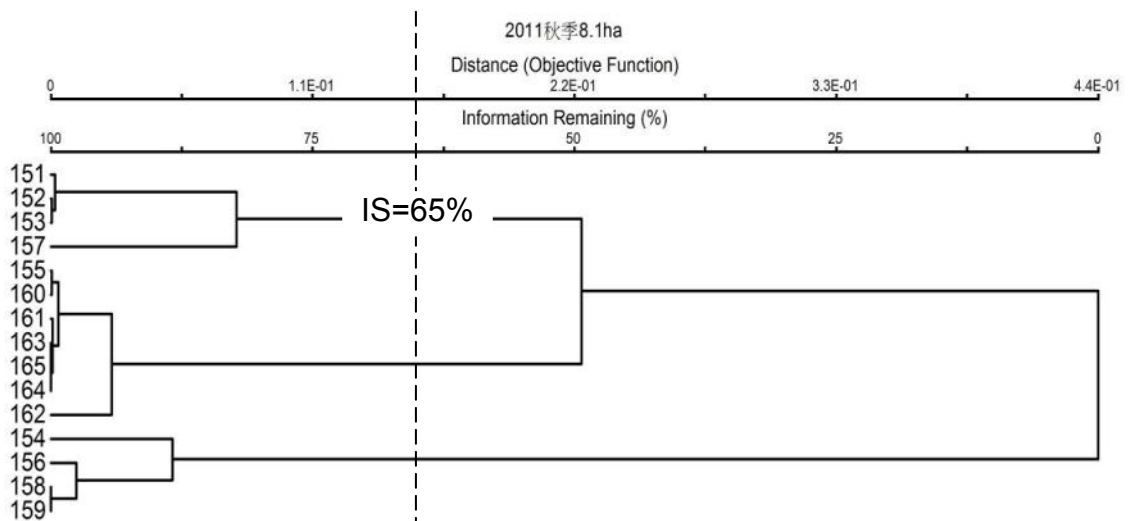 2011秋季8.1ha
Distance (Objective Function)
0 1.1E-01 2.2E-01 3.3E-01 4.4E-01
Information Remaining (%)
100 75 50 25 0
151
152
153
IS=65%
157
155
160
161
163
165
164
162
154
156
158
159